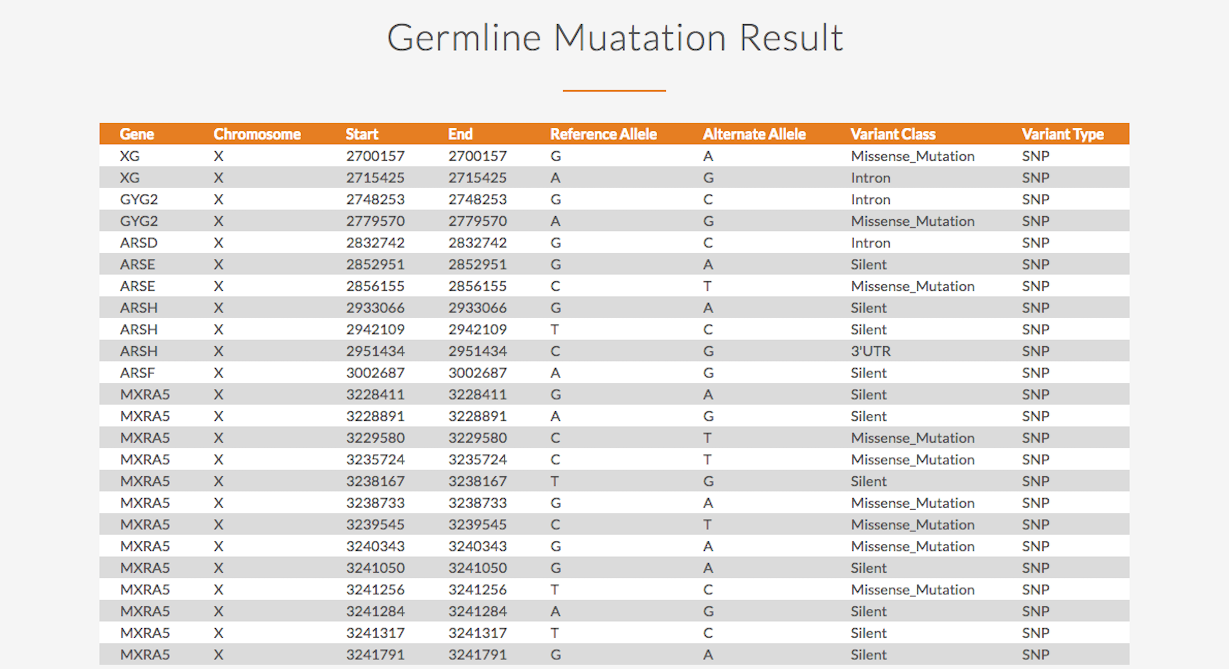 Germline Muatation Result
Gene Chromosome Start End Reference Allele Alternate Allele Variant Class Variant Type
XG X 2700157 2700157 G A Missense_Mutation SNP
XG X 2715425 2715425 A G Intron SNP
GYG2 X 2748253 2748253 G C Intron SNP
GYG2 X 2779570 2779570 A G Missense_Mutation SNP
ARSD X 2832742 2832742 G C Intron SNP
ARSE X 2852951 2852951 G A Silent SNP
ARSE X 2856155 2856155 C T Missense_Mutation SNP
ARSH X 2933066 2933066 G A Silent SNP
ARSH X 2942109 2942109 T C Silent SNP
ARSH X 2951434 2951434 C G 3'UTR SNP
ARSF X 3002687 3002687 A G Silent SNP
MXRA5 X 3228411 3228411 G A Silent SNP
MXRA5 X 3228891 3228891 A G Silent SNP
MXRA5 X 3229580 3229580 C T Missense_Mutation SNP
MXRA5 X 3235724 3235724 C T Missense_Mutation SNP
MXRA5 X 3238167 3238167 T G Silent SNP
MXRA5 X 3238733 3238733 G A Missense_Mutation SNP
MXRA5 X 3239545 3239545 C T Missense_Mutation SNP
MXRA5 X 3240343 3240343 G A Missense_Mutation SNP
MXRA5 X 3241050 3241050 G A Silent SNP
MXRA5 X 3241256 3241256 T C Missense_Mutation SNP
MXRA5 X 3241284 3241284 A G Silent SNP
MXRA5 X 3241317 3241317 T C Silent SNP
MXRA5 X 3241791 3241791 G A Silent SNP